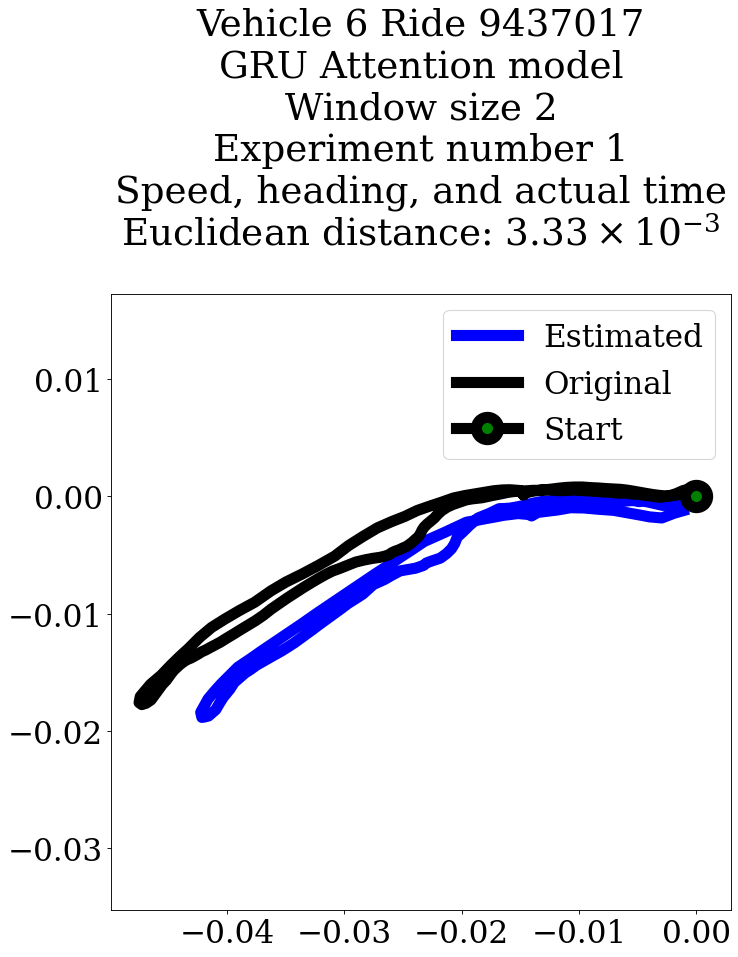 Vehicle 6 Ride 9437017
GRU Attention model
Window size 2
Experiment number 1
Speed, heading, and actual time
Euclidean distance: 3.33 × 10⁻³
Estimated
Original
Start
0.01
0.00
−0.01
−0.02
−0.03
−0.04
−0.03
−0.02
−0.01
0.00